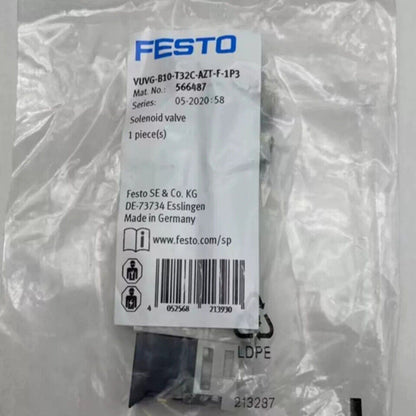 FESTO
VUVG-B10-T32C-AZT-F-1P3
Mat. No.: 566487
Series: 05-2020:58
Solenoid valve
1 piece(s)
Festo SE & Co. KG
DE-73734 Esslingen
Made in Germany
www.festo.com/sp
4 052568 213930
LDPE
213287